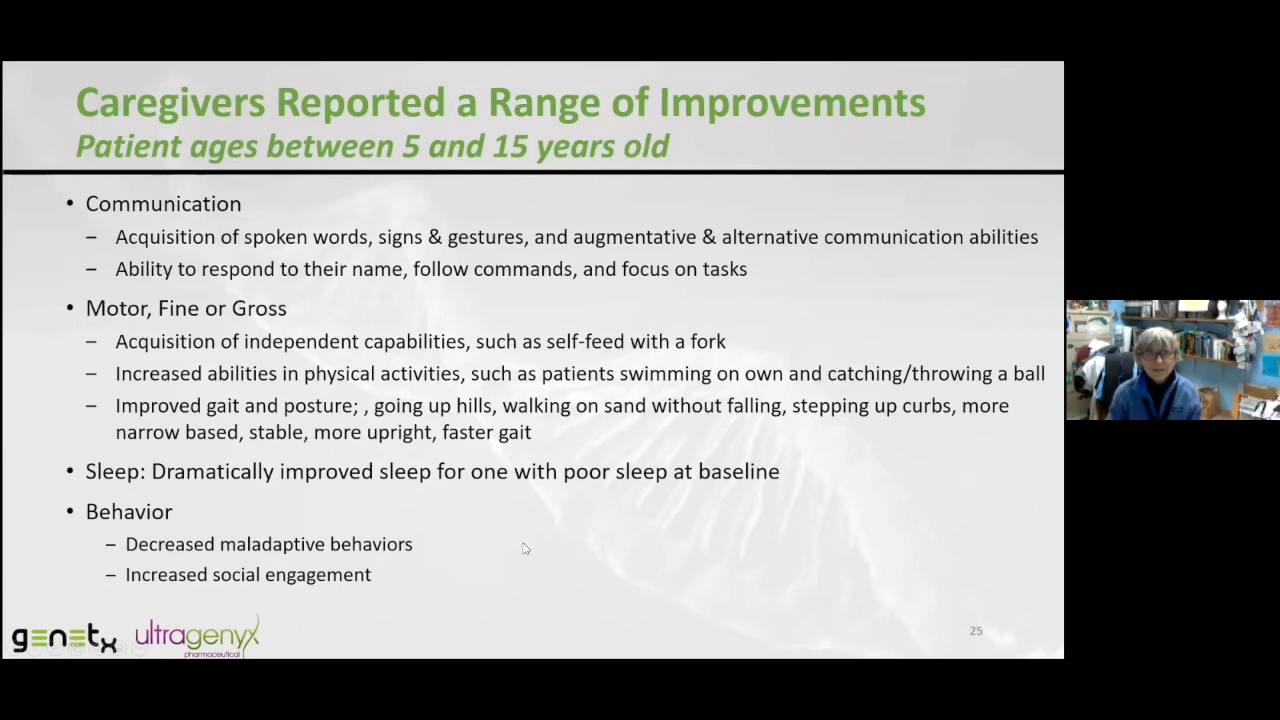 Caregivers Reported a Range of Improvements
Patient ages between 5 and 15 years old
• Communication
– Acquisition of spoken words, signs & gestures, and augmentative & alternative communication abilities
– Ability to respond to their name, follow commands, and focus on tasks
• Motor, Fine or Gross
– Acquisition of independent capabilities, such as self-feed with a fork
– Increased abilities in physical activities, such as patients swimming on own and catching/throwing a ball
– Improved gait and posture; , going up hills, walking on sand without falling, stepping up curbs, more
narrow based, stable, more upright, faster gait
• Sleep: Dramatically improved sleep for one with poor sleep at baseline
• Behavior
– Decreased maladaptive behaviors
– Increased social engagement
genetx
ultragenyx
pharmaceutical
25